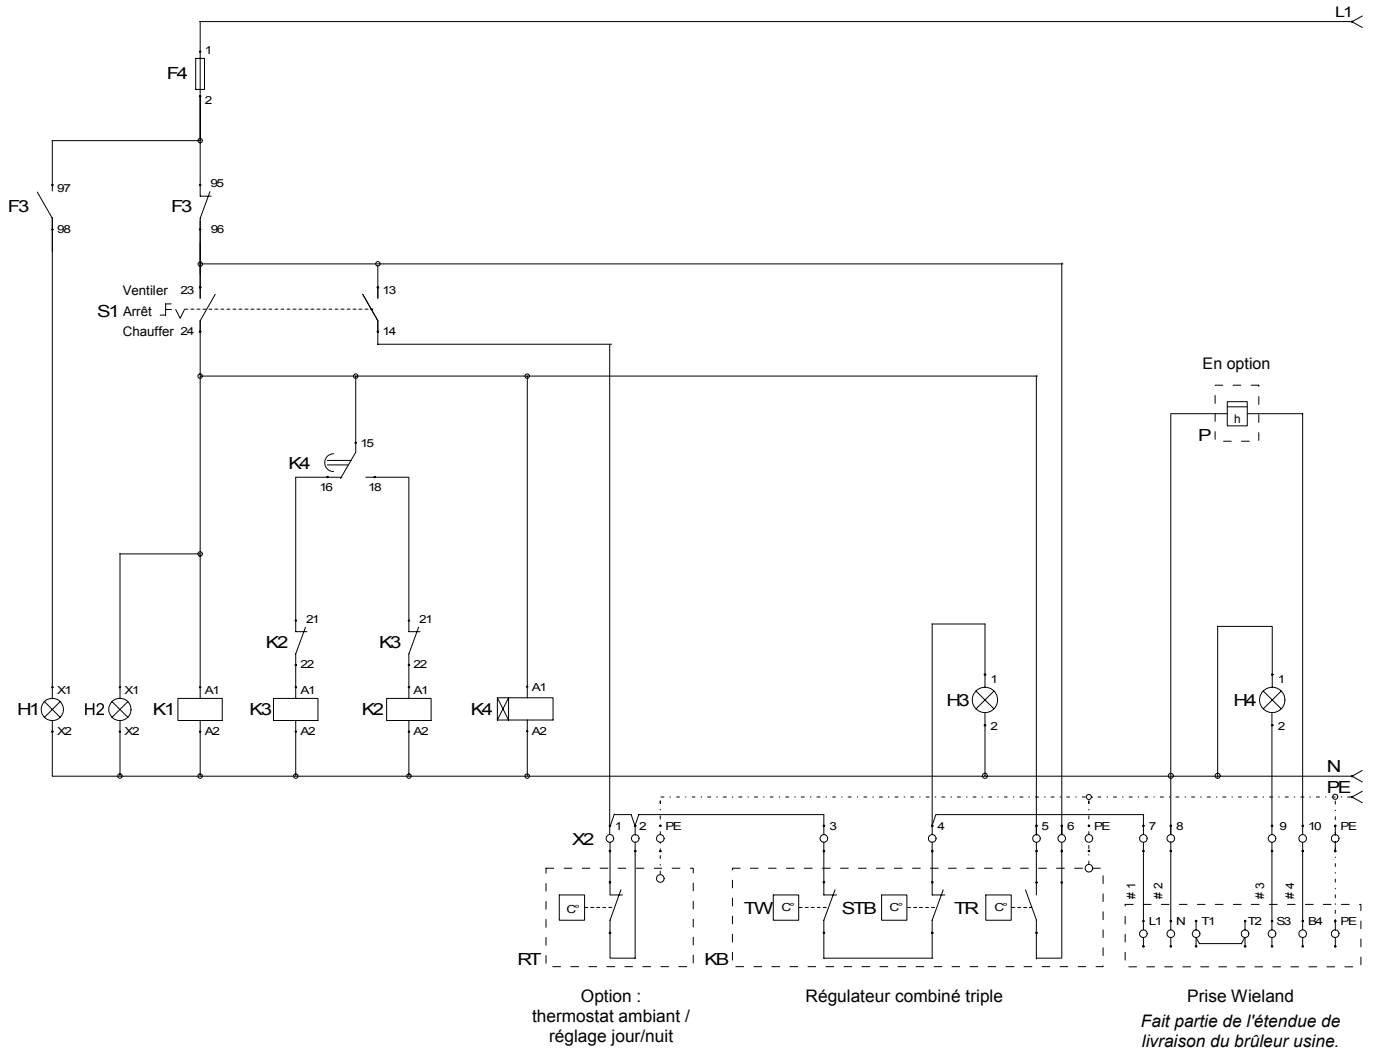 L1
1
F4
2
97
95
F3
F3
98
96
Ventiler 23
13
S1 Arrêt
Chauffer 24
14
En option
h
P
15
K4
16
18
21
21
K2
K3
22
22
X1
X1
A1
A1
A1
A1
1
1
H1
H2
K1
K3
K2
K4
H3
H4
X2
X2
A2
A2
A2
A2
2
2
N
PE
X2
1
2
PE
3
4
5
6
PE
7
8
9
10
PE
# 1
# 2
# 3
# 4
C°
TW
C°
STB
C°
TR
C°
L1
N
T1
T2
S3
B4
PE
RT
KB
Option :
thermostat ambiant /
réglage jour/nuit
Régulateur combiné triple
Prise Wieland
Fait partie de l'étendue de
livraison du brûleur usine.